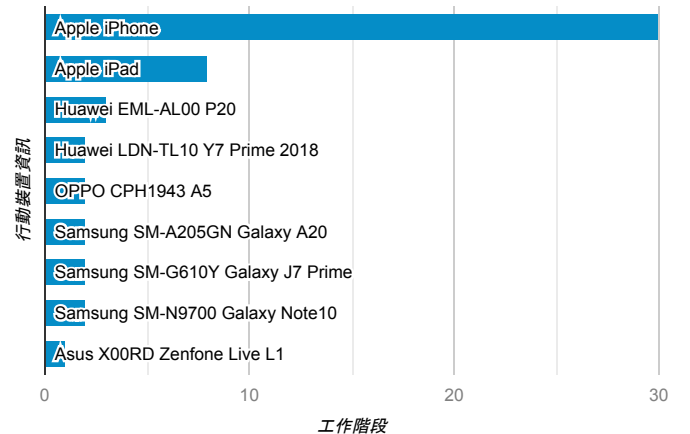 Apple iPhone
Apple iPad
Huawei EML-AL00 P20
Huawei LDN-TL10 Y7 Prime 2018
OPPO CPH1943 A5
Samsung SM-A205GN Galaxy A20
Samsung SM-G610Y Galaxy J7 Prime
Samsung SM-N9700 Galaxy Note10
Asus X00RD Zenfone Live L1
行動裝置資訊
0 10 20 30
工作階段